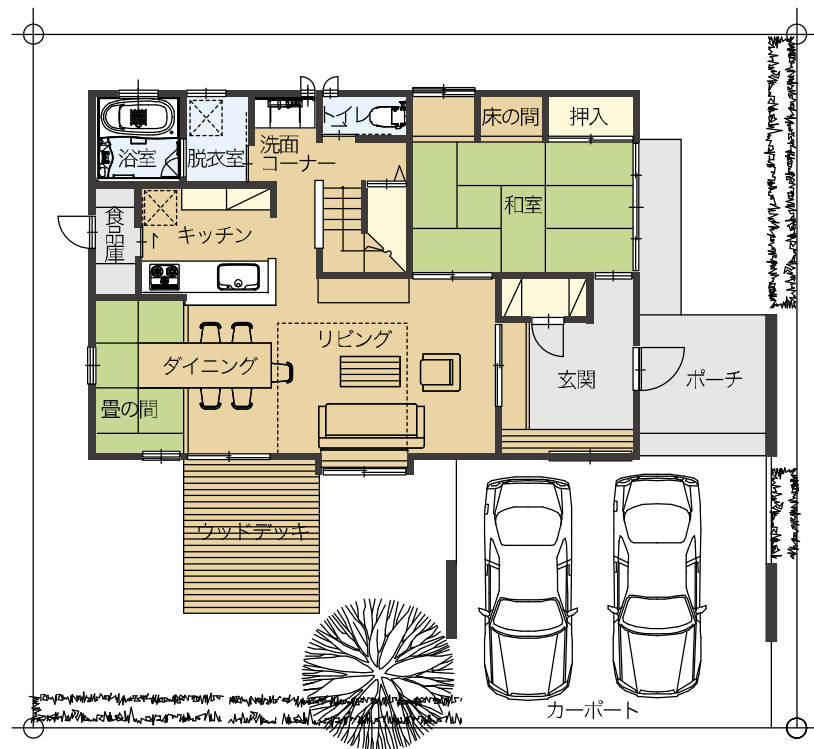 トイレ
床の間
押入
浴室
脱衣室
洗面
コーナー
和室
食品庫
キッチン
リビング
ダイニング
玄関
ポーチ
畳の間
ウッドデッキ
カーポート